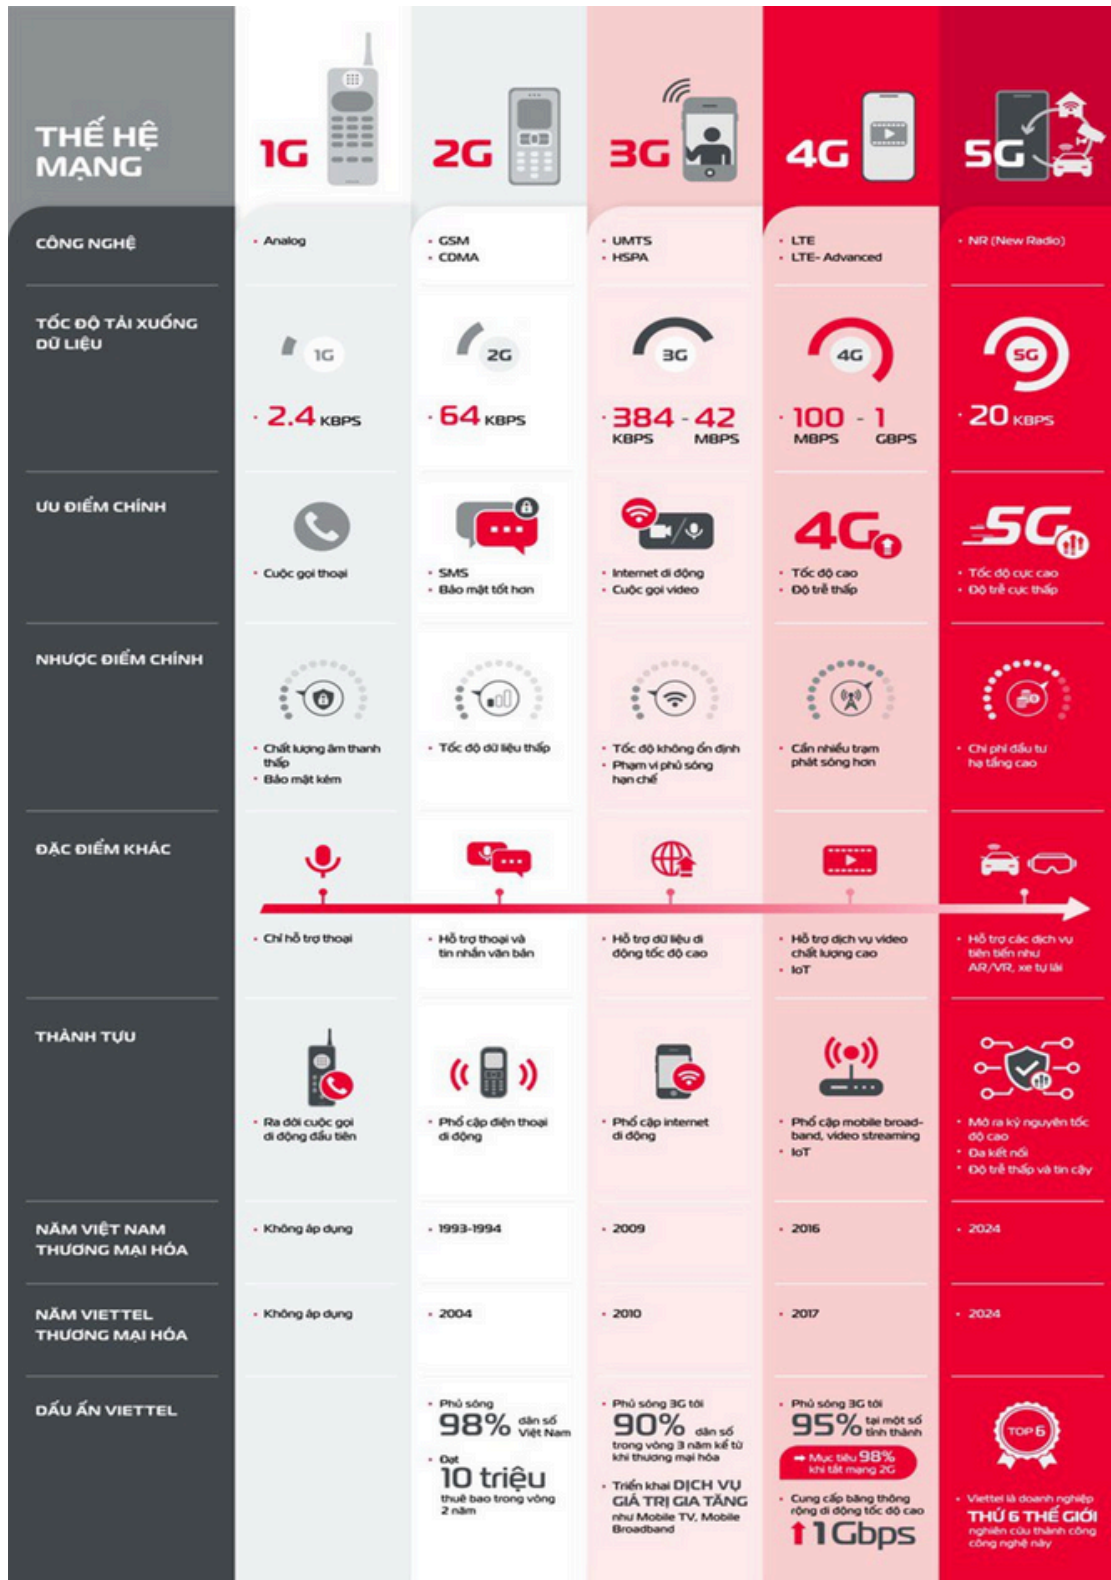 THẾ HỆ
MẠNG
1G
2G
3G
4G
5G
CÔNG NGHỆ
• Analog
• GSM
• CDMA
• UMTS
• HSPA
• LTE
• LTE- Advanced
• NR (New Radio)
TỐC ĐỘ TẢI XUỐNG
DỮ LIỆU
1G
2G
3G
4G
5G
• 2.4 KBPS
• 64 KBPS
• 384 - 42
KBPS MBPS
• 100 - 1
MBPS GBPS
• 20 KBPS
ƯU ĐIỂM CHÍNH
4G
5G
• Cuộc gọi thoại
• SMS
• Bảo mật tốt hơn
• Internet di động
• Cuộc gọi video
• Tốc độ cao
• Độ trễ thấp
• Tốc độ cực cao
• Độ trễ cực thấp
NHƯỢC ĐIỂM CHÍNH
• Chất lượng âm thanh
thấp
• Bảo mật kém
• Tốc độ dữ liệu thấp
• Tốc độ không ổn định
• Phạm vi phủ sóng
hạn chế
• Cần nhiều trạm
phát sóng hơn
• Chi phí đầu tư
hạ tầng cao
ĐẶC ĐIỂM KHÁC
• Chỉ hỗ trợ thoại
• Hỗ trợ thoại và
tin nhắn văn bản
• Hỗ trợ dữ liệu di
động tốc độ cao
• Hỗ trợ dịch vụ video
chất lượng cao
• IoT
• Hỗ trợ các dịch vụ
tiên tiến như
AR/VR, xe tự lái
THÀNH TỰU
• Ra đời cuộc gọi
di động đầu tiên
• Phổ cập điện thoại
di động
• Phổ cập internet
di động
• Phổ cập mobile broad-
band, video streaming
• IoT
• Mở ra kỷ nguyên tốc
độ cao
• Đa kết nối
• Độ trễ thấp và tin cậy
NĂM VIỆT NAM
THƯƠNG MẠI HÓA
• Không áp dụng
• 1993-1994
• 2009
• 2016
• 2024
NĂM VIETTEL
THƯƠNG MẠI HÓA
• Không áp dụng
• 2004
• 2010
• 2017
• 2024
DẤU ẤN VIETTEL
• Phủ sóng
98% dân số
Việt Nam
• Đạt
10 triệu
thuê bao trong vòng
2 năm
• Phủ sóng 3G tới
90% dân số
trong vòng 3 năm kể từ
khi thương mại hóa
• Triển khai DỊCH VỤ
GIÁ TRỊ GIA TĂNG
như Mobile TV, Mobile
Broadband
• Phủ sóng 3G tới
95% tại một số
tỉnh thành
➡ Mục tiêu 98%
khi tắt mạng 2G
• Cung cấp băng thông
rộng di động tốc độ cao
1Gbps
TOP 6
• Viettel là doanh nghiệp
THỨ 6 THẾ GIỚI
nghiên cứu thành công
công nghệ này